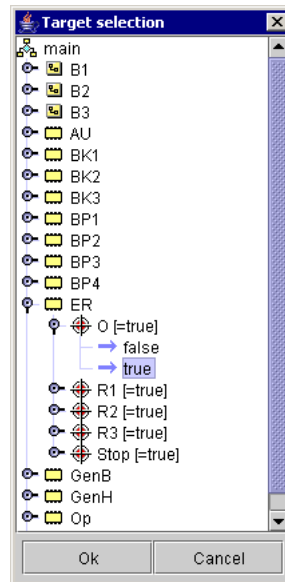 Target selection
main
B1
B2
B3
AU
BK1
BK2
BK3
BP1
BP2
BP3
BP4
ER
O [=true]
false
true
R1 [=true]
R2 [=true]
R3 [=true]
Stop [=true]
GenB
GenH
Op
Ok Cancel